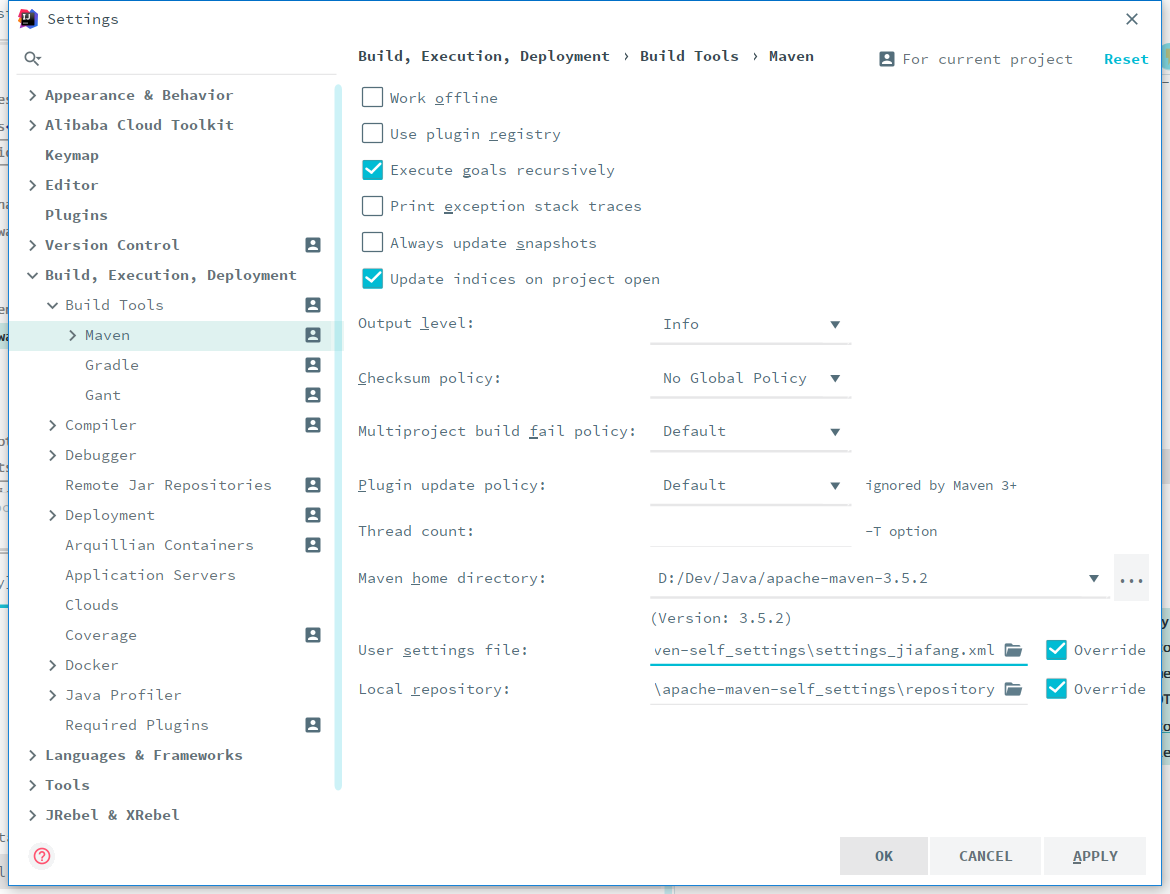 Settings
Build, Execution, Deployment › Build Tools › Maven
For current project
Reset
Appearance & Behavior
Alibaba Cloud Toolkit
Keymap
Editor
Plugins
Version Control
Build, Execution, Deployment
Build Tools
Maven
Gradle
Gant
Compiler
Debugger
Remote Jar Repositories
Deployment
Arquillian Containers
Application Servers
Clouds
Coverage
Docker
Java Profiler
Required Plugins
Languages & Frameworks
Tools
JRebel & XRebel
Work offline
Use plugin registry
Execute goals recursively
Print exception stack traces
Always update snapshots
Update indices on project open
Output level: Info
Checksum policy: No Global Policy
Multiproject build fail policy: Default
Plugin update policy: Default ignored by Maven 3+
Thread count: -T option
Maven home directory: D:/Dev/Java/apache-maven-3.5.2 ...
(Version: 3.5.2)
User settings file: ven-self_settings\settings_jiafang.xml Override
Local repository: \apache-maven-self_settings\repository Override
?
OK CANCEL APPLY